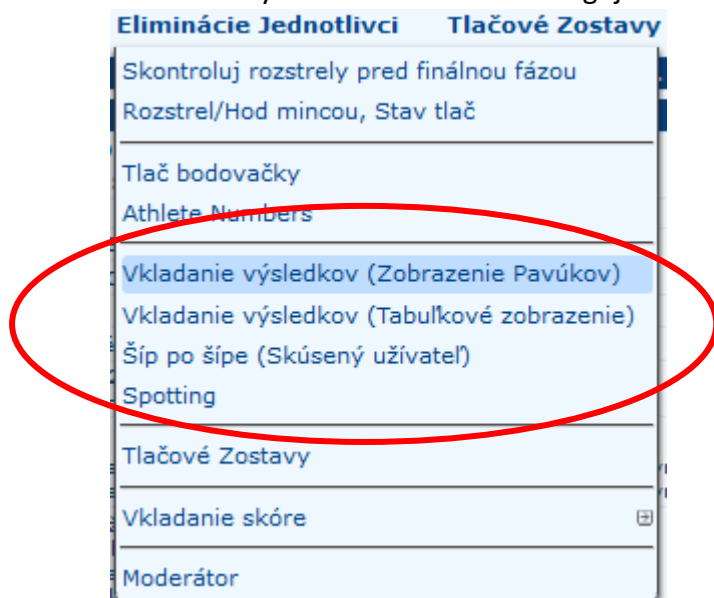 Eliminácie Jednotlivci Tlačové Zostavy
Skontroluj rozstrely pred finálnou fázou
Rozstrel/Hod mincou, Stav tlač
Tlač bodovačky
Athlete Numbers
Vkladanie výsledkov (Zobrazenie Pavúkov)
Vkladanie výsledkov (Tabuľkové zobrazenie)
Šíp po šípe (Skúsený užívateľ)
Spotting
Tlačové Zostavy
Vkladanie skóre
Moderátor